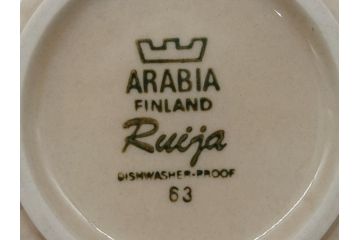 ARABIA
FINLAND
Ruija
DISHWASHER-PROOF
63